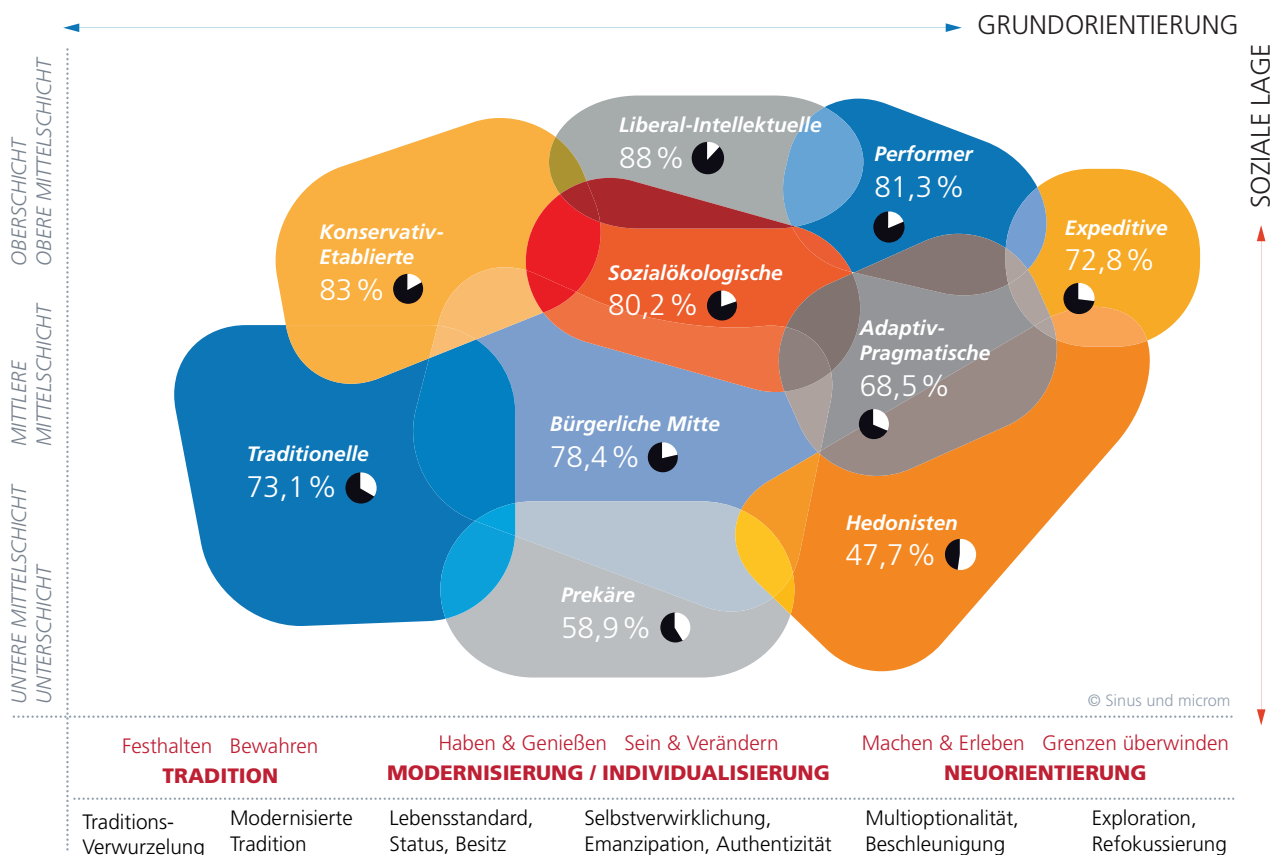 GRUNDORIENTIERUNG
SOZIALE LAGE
OBERSCHICHT
OBERE MITTELSCHICHT
MITTLERE
MITTELSCHICHT
UNTERE MITTELSCHICHT
UNTERSCHICHT
Liberal-Intellektuelle
88 %
Performer
81,3 %
Expeditive
72,8 %
Konservativ-
Etablierte
83 %
Sozialökologische
80,2 %
Adaptiv-
Pragmatische
68,5 %
Bürgerliche Mitte
78,4 %
Traditionelle
73,1 %
Hedonisten
47,7 %
Prekäre
58,9 %
© Sinus und microm
Festhalten Bewahren
TRADITION
Haben & Genießen Sein & Verändern
MODERNISIERUNG / INDIVIDUALISIERUNG
Machen & Erleben Grenzen überwinden
NEUORIENTIERUNG
Traditions-
Verwurzelung
Modernisierte
Tradition
Lebensstandard,
Status, Besitz
Selbstverwirklichung,
Emanzipation, Authentizität
Multioptionalität,
Beschleunigung
Exploration,
Refokussierung